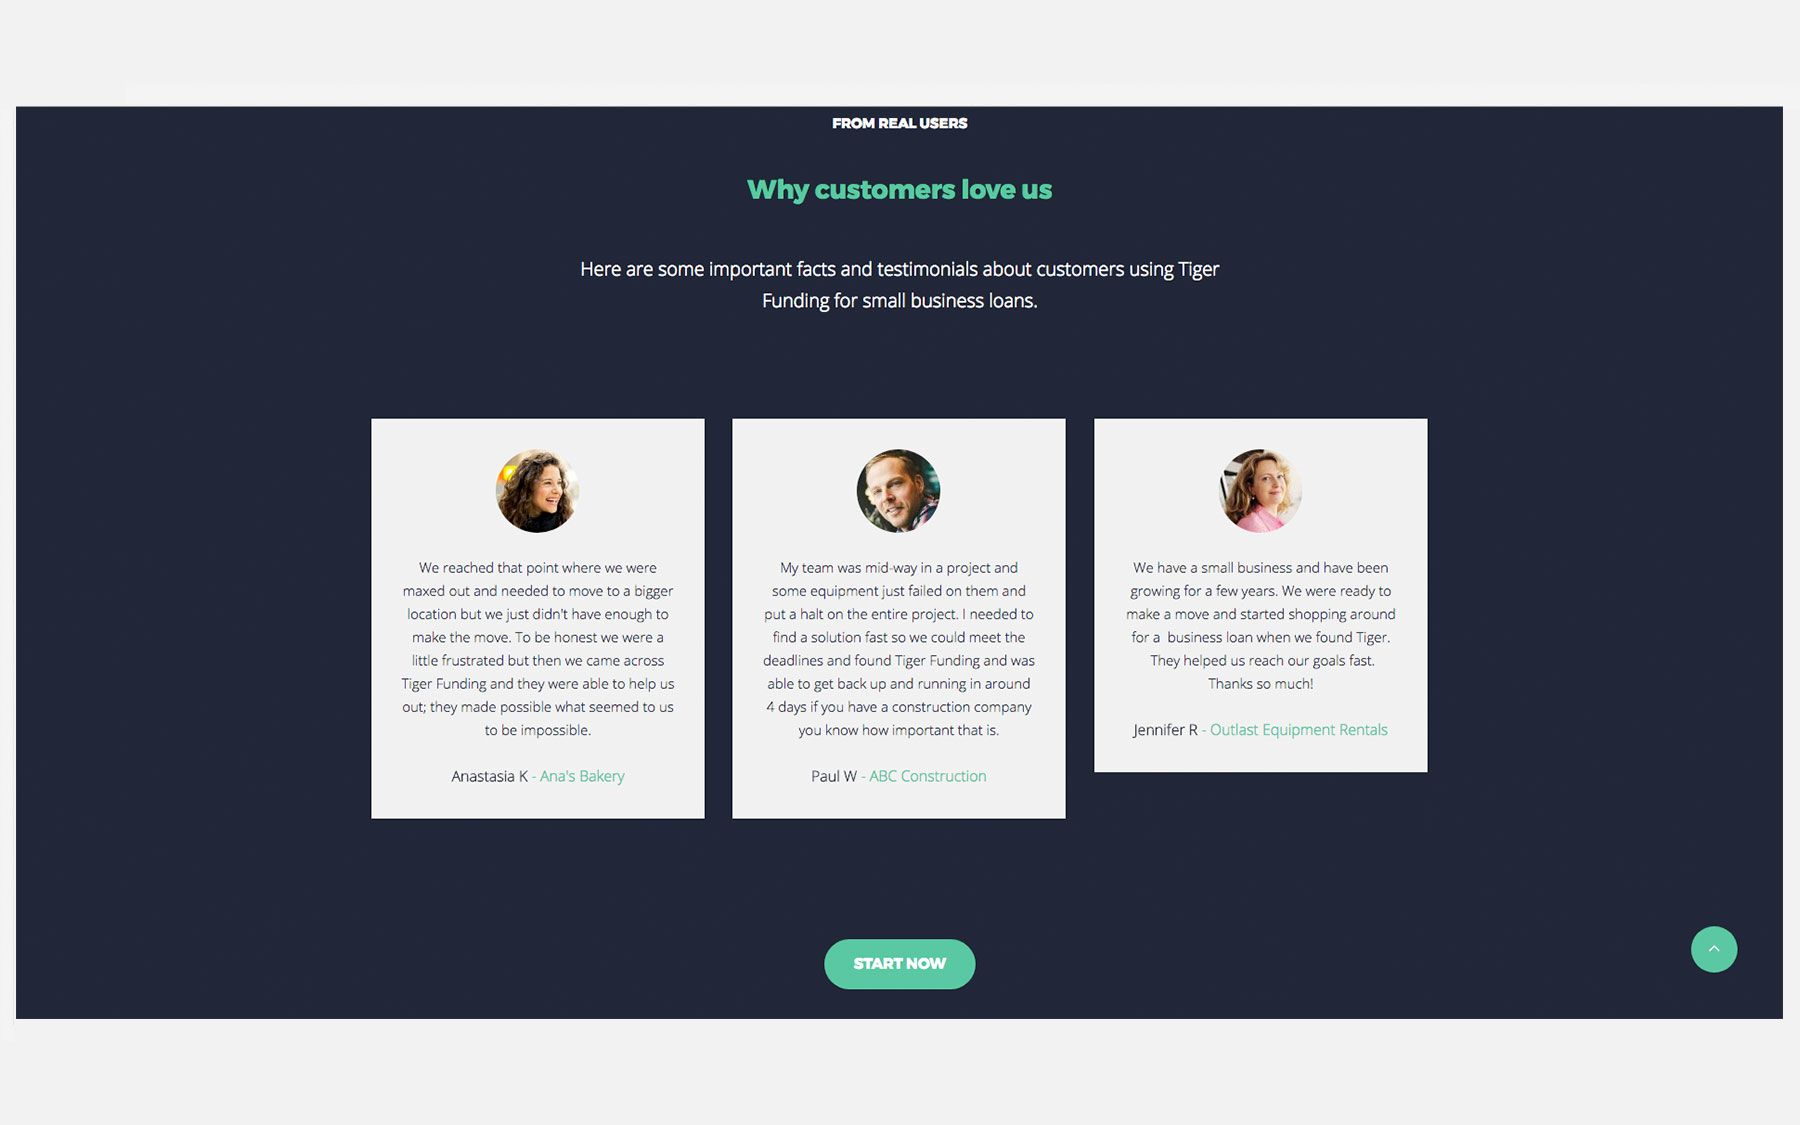 FROM REAL USERS
Why customers love us
Here are some important facts and testimonials about customers using Tiger
Funding for small business loans.
We reached that point where we were
maxed out and needed to move to a bigger
location but we just didn't have enough to
make the move. To be honest we were a
little frustrated but then we came across
Tiger Funding and they were able to help us
out; they made possible what seemed to us
to be impossible.
Anastasia K - Ana's Bakery
My team was mid-way in a project and
some equipment just failed on them and
put a halt on the entire project. I needed to
find a solution fast so we could meet the
deadlines and found Tiger Funding and was
able to get back up and running in around
4 days if you have a construction company
you know how important that is.
Paul W - ABC Construction
We have a small business and have been
growing for a few years. We were ready to
make a move and started shopping around
for a  business loan when we found Tiger.
They helped us reach our goals fast.
Thanks so much!
Jennifer R - Outlast Equipment Rentals
START NOW